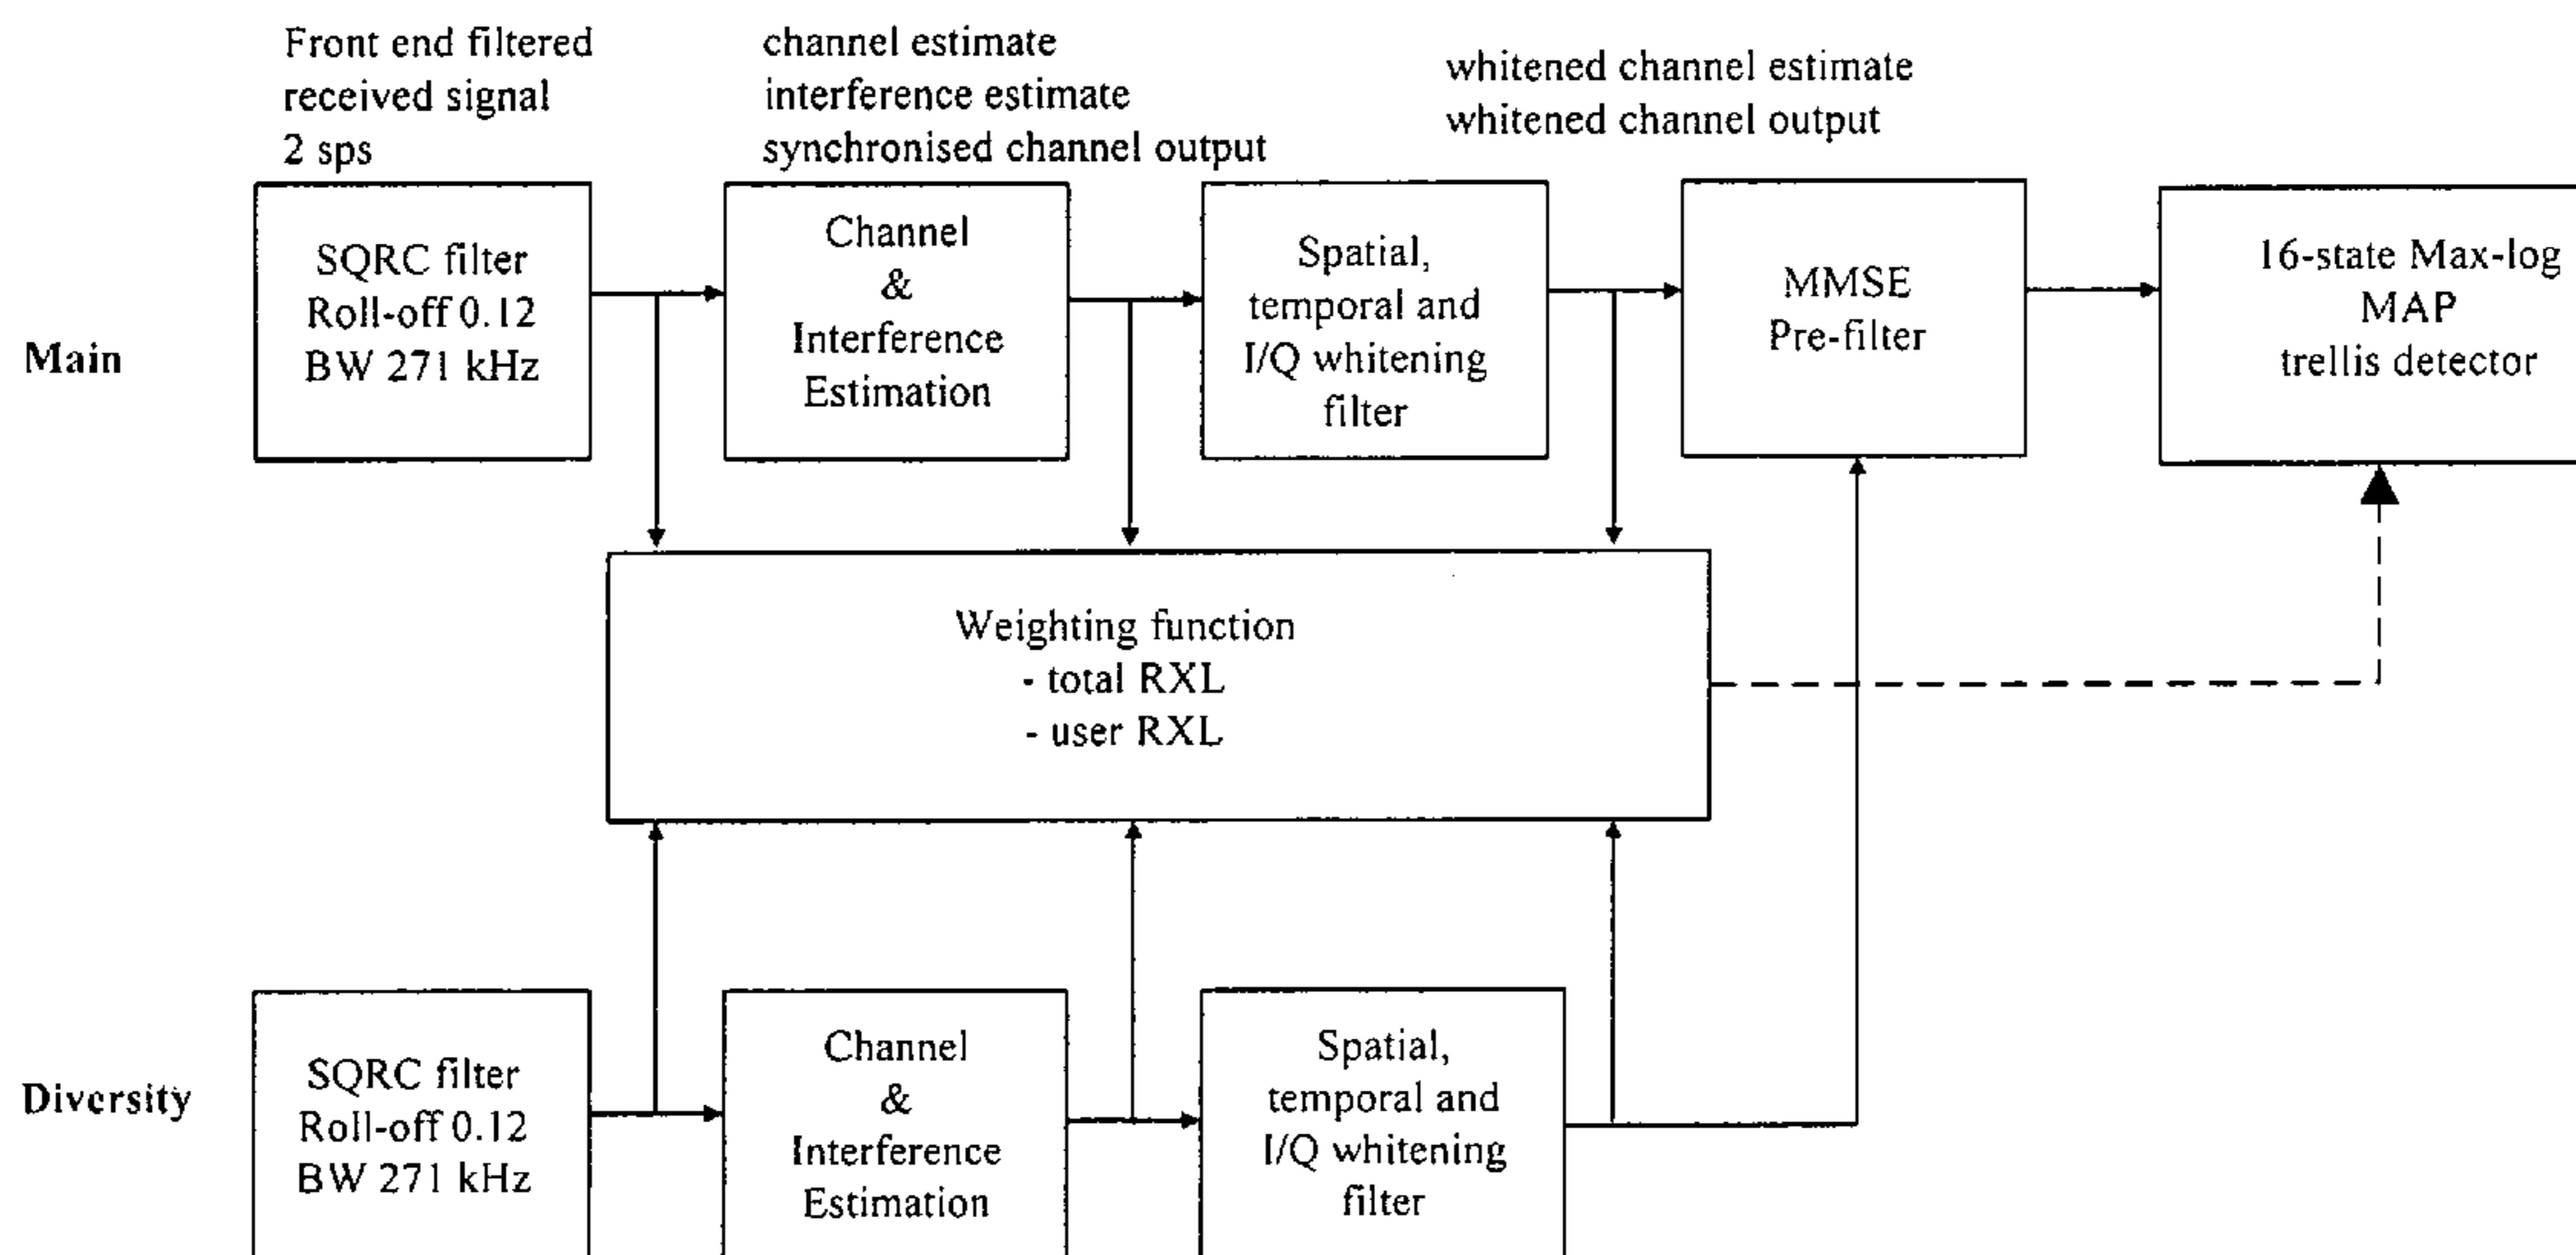 Front end filtered
received signal
2 sps
channel estimate
interference estimate
synchronised channel output
whitened channel estimate
whitened channel output
Main
SQRC filter
Roll-off 0.12
BW 271 kHz
Channel
&
Interference
Estimation
Spatial,
temporal and
I/Q whitening
filter
MMSE
Pre-filter
16-state Max-log
MAP
trellis detector
Weighting function
- total RXL
- user RXL
Diversity
SQRC filter
Roll-off 0.12
BW 271 kHz
Channel
&
Interference
Estimation
Spatial,
temporal and
I/Q whitening
filter